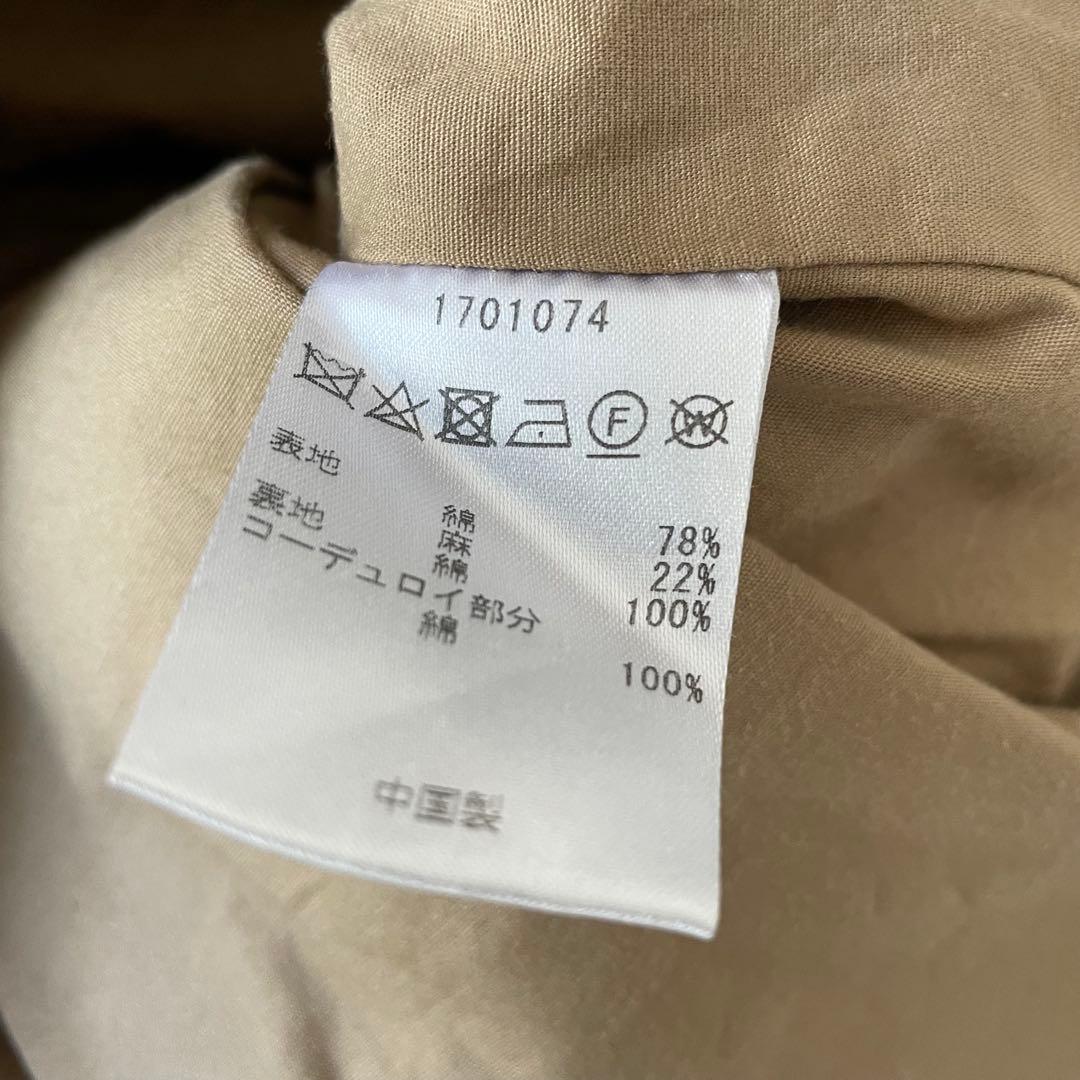 1701074
F W
表地
綿 78%
麻 22%
裏地
綿 100%
コーデュロイ部分
綿 100%
中国製